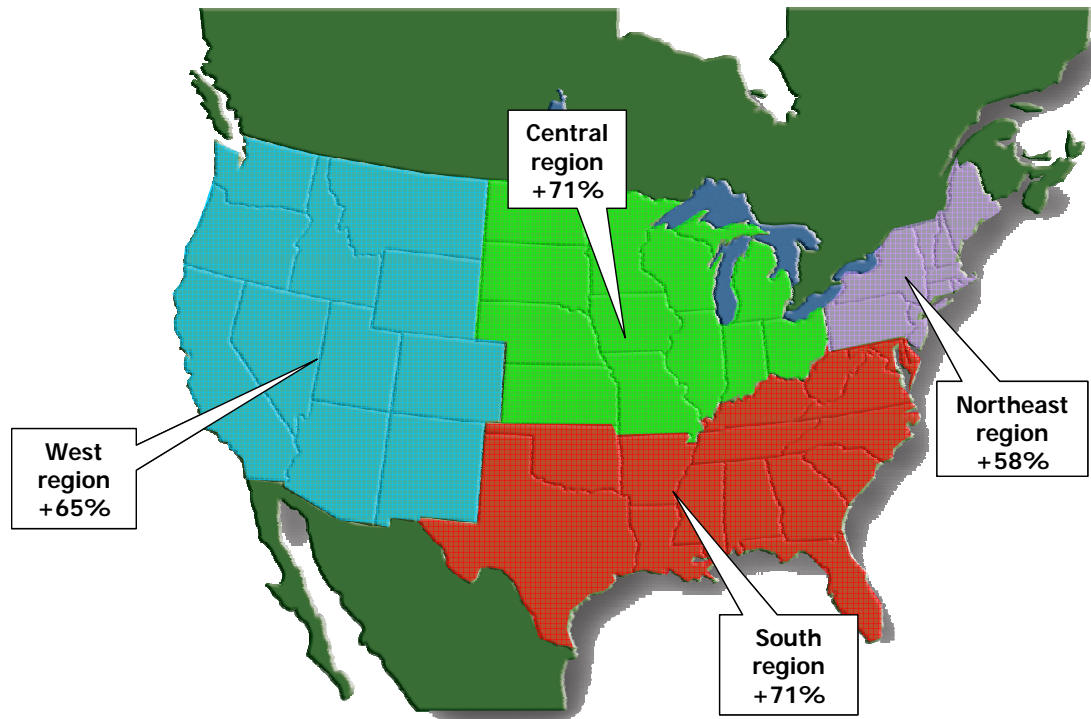 Central
region
+71%
Northeast
region
+58%
West
region
+65%
South
region
+71%